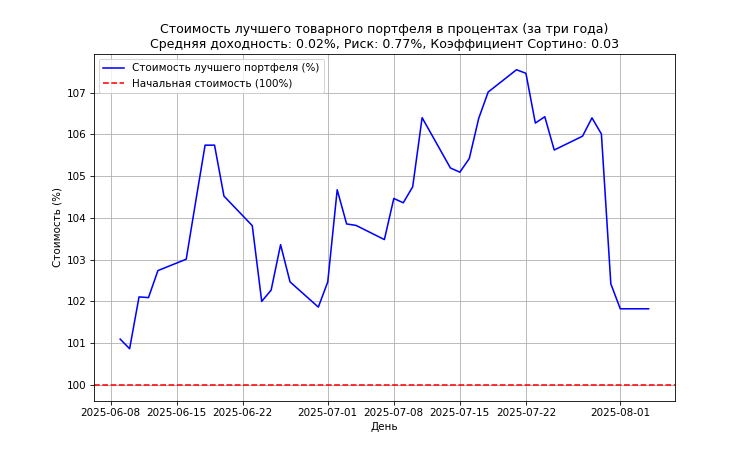 Стоимость лучшего товарного портфеля в процентах (за три года)
Средняя доходность: 0.02%, Риск: 0.77%, Коэффициент Сортино: 0.03
Стоимость лучшего портфеля (%)
Начальная стоимость (100%)
Стоимость (%)
107
106
105
104
103
102
101
100
2025-06-08
2025-06-15
2025-06-22
2025-07-01
2025-07-08
2025-07-15
2025-07-22
2025-08-01
День